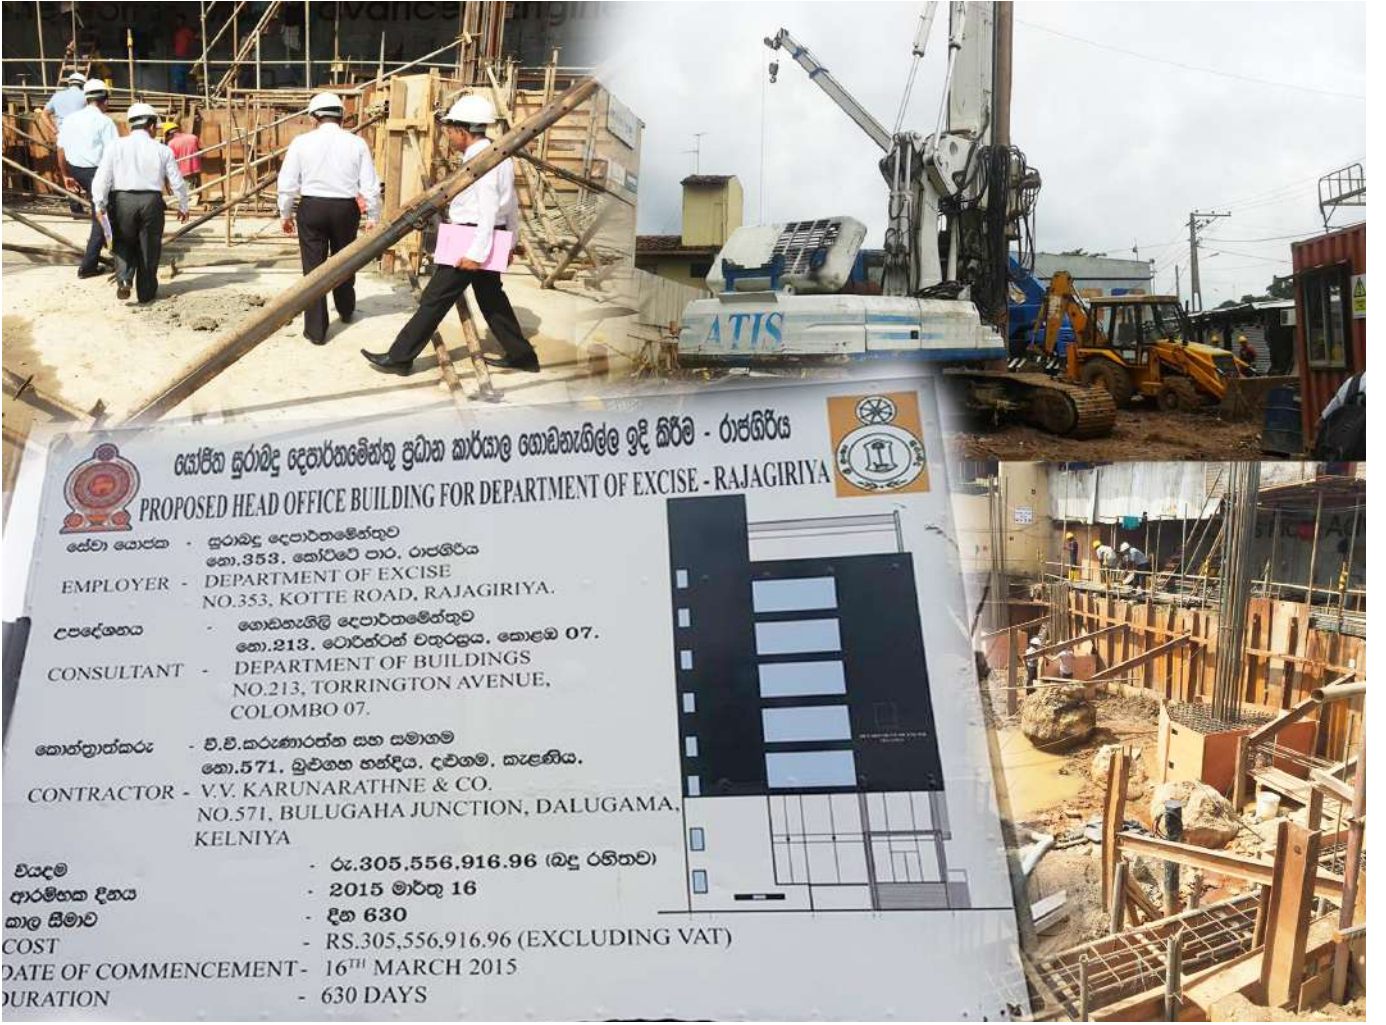 vance
ngin
ATIS
යෝජිත සුරාබදු දෙපාර්තමේන්තු ප්‍රධාන කාර්යාල ගොඩනැගිල්ල ඉදි කිරීම - රාජගිරිය
PROPOSED HEAD OFFICE BUILDING FOR DEPARTMENT OF EXCISE - RAJAGIRIYA
සේවා යොජක - සුරාබදු දෙපාර්තමේන්තුව
නො.353, කෝට්ටේ පාර, රාජගිරිය
EMPLOYER - DEPARTMENT OF EXCISE
NO.353, KOTTE ROAD, RAJAGIRIYA.
උපදේශනය - ගොඩනැගිලි දෙපාර්තමේන්තුව
නො.213, ටොරින්ටන් චතුරශ්‍රය, කොළඹ 07.
CONSULTANT - DEPARTMENT OF BUILDINGS
NO.213, TORRINGTON AVENUE,
COLOMBO 07.
කොන්ත්‍රාත්කරු - වී.වී.කරුණාරත්න සහ සමාගම
නො.571, බුළුගහ හන්දිය, දළුගම, කැළණිය.
CONTRACTOR - V.V. KARUNARATHNE & CO.
NO.571, BULUGAHA JUNCTION, DALUGAMA,
KELNIYA
වියදම - රු.305,556,916.96 (බදු රහිතව)
ආරම්භක දිනය - 2015 මාර්තු 16
කාල සීමාව - දින 630
COST - RS.305,556,916.96 (EXCLUDING VAT)
DATE OF COMMENCEMENT- 16TH MARCH 2015
DURATION - 630 DAYS